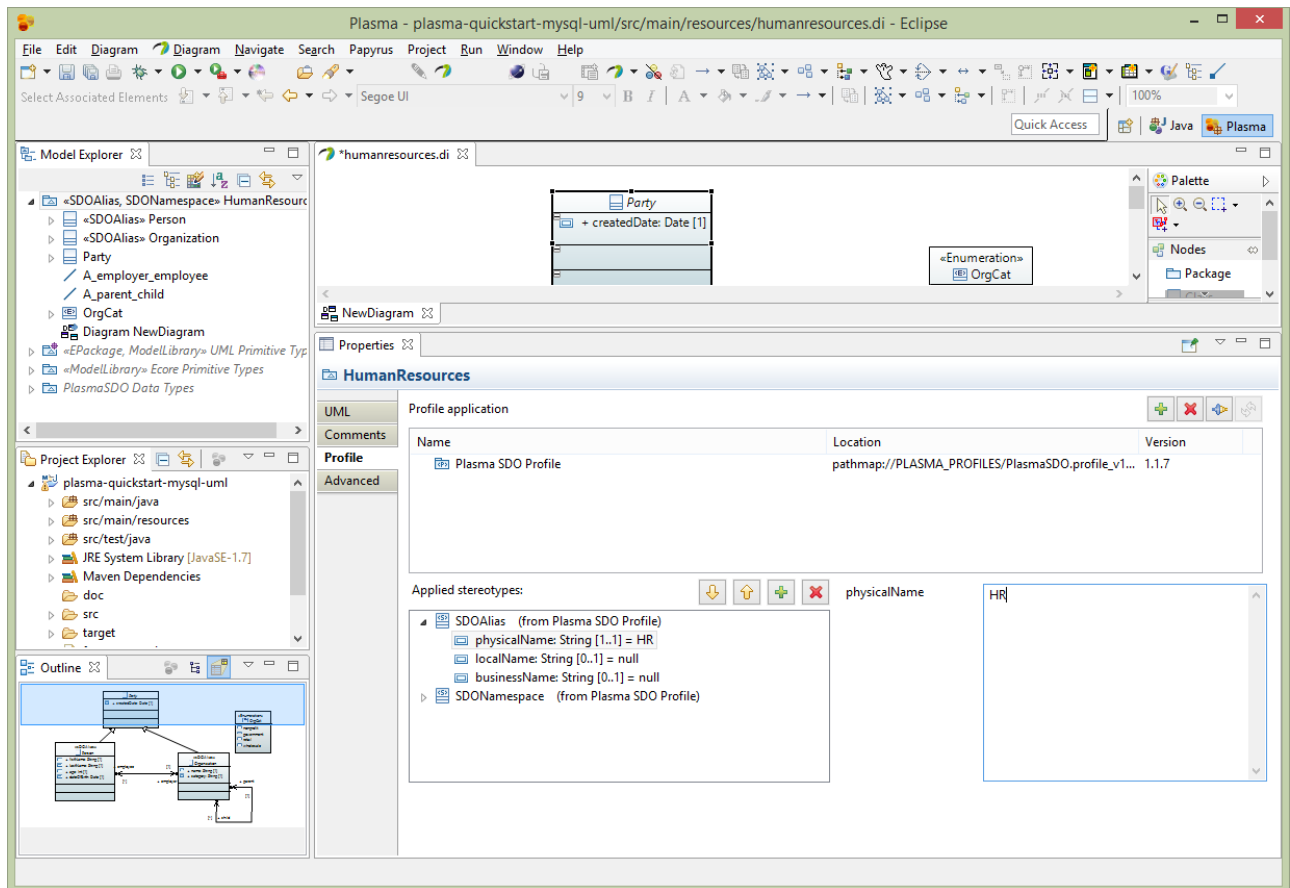 Plasma - plasma-quickstart-mysql-uml/src/main/resources/humanresources.di - Eclipse
File Edit Diagram Diagram Navigate Search Papyrus Project Run Window Help
Select Associated Elements Segoe UI 9 B I A 100%
Quick Access Java Plasma
Model Explorer
«SDOAlias, SDONamespace» HumanResourc
«SDOAlias» Person
«SDOAlias» Organization
Party
A_employer_employee
A_parent_child
OrgCat
Diagram NewDiagram
«EPackage, ModelLibrary» UML Primitive Typ
«ModelLibrary» Ecore Primitive Types
PlasmaSDO Data Types
*humanresources.di
Party
+ createdDate: Date [1]
«Enumeration»
OrgCat
Palette
Nodes
Package
NewDiagram
Project Explorer
plasma-quickstart-mysql-uml
src/main/java
src/main/resources
src/test/java
JRE System Library [JavaSE-1.7]
Maven Dependencies
doc
src
target
Outline
Properties
HumanResources
UML
Comments
Profile
Advanced
Profile application
Name Location Version
Plasma SDO Profile pathmap://PLASMA_PROFILES/PlasmaSDO.profile_v1... 1.1.7
Applied stereotypes:
SDOAlias (from Plasma SDO Profile)
physicalName: String [1..1] = HR
localName: String [0..1] = null
businessName: String [0..1] = null
SDONamespace (from Plasma SDO Profile)
physicalName
HR